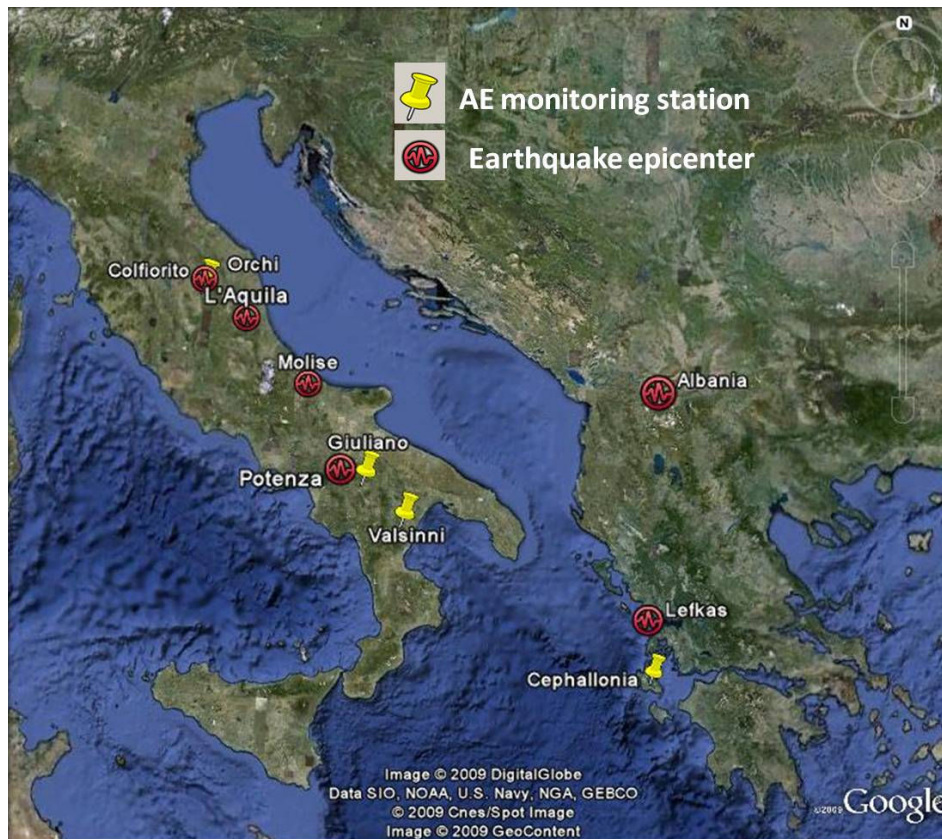 N
AE monitoring station
Earthquake epicenter
Colfiorito Orchi
L'Aquila
Molise
Albania
Giuliano
Potenza
Valsinni
Lefkas
Cephallonia
Image © 2009 DigitalGlobe
Data SIO, NOAA, U.S. Navy, NGA, GEBCO
© 2009 Cnes/Spot Image
Image © 2009 GeoContent
©2009 Google